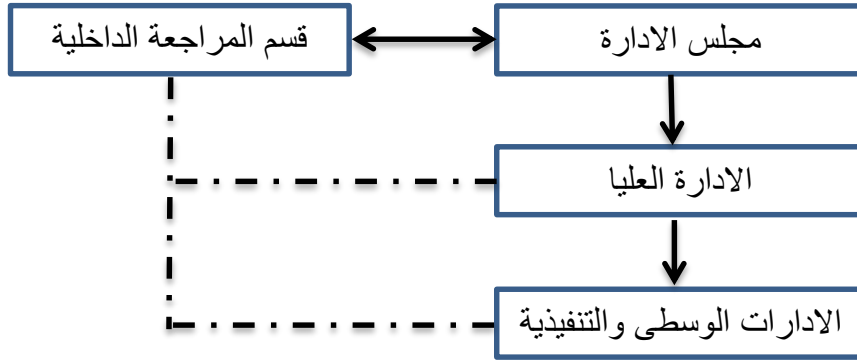 مجلس الادارة
قسم المراجعة الداخلية
الادارة العليا
الادارات الوسطى والتنفيذية